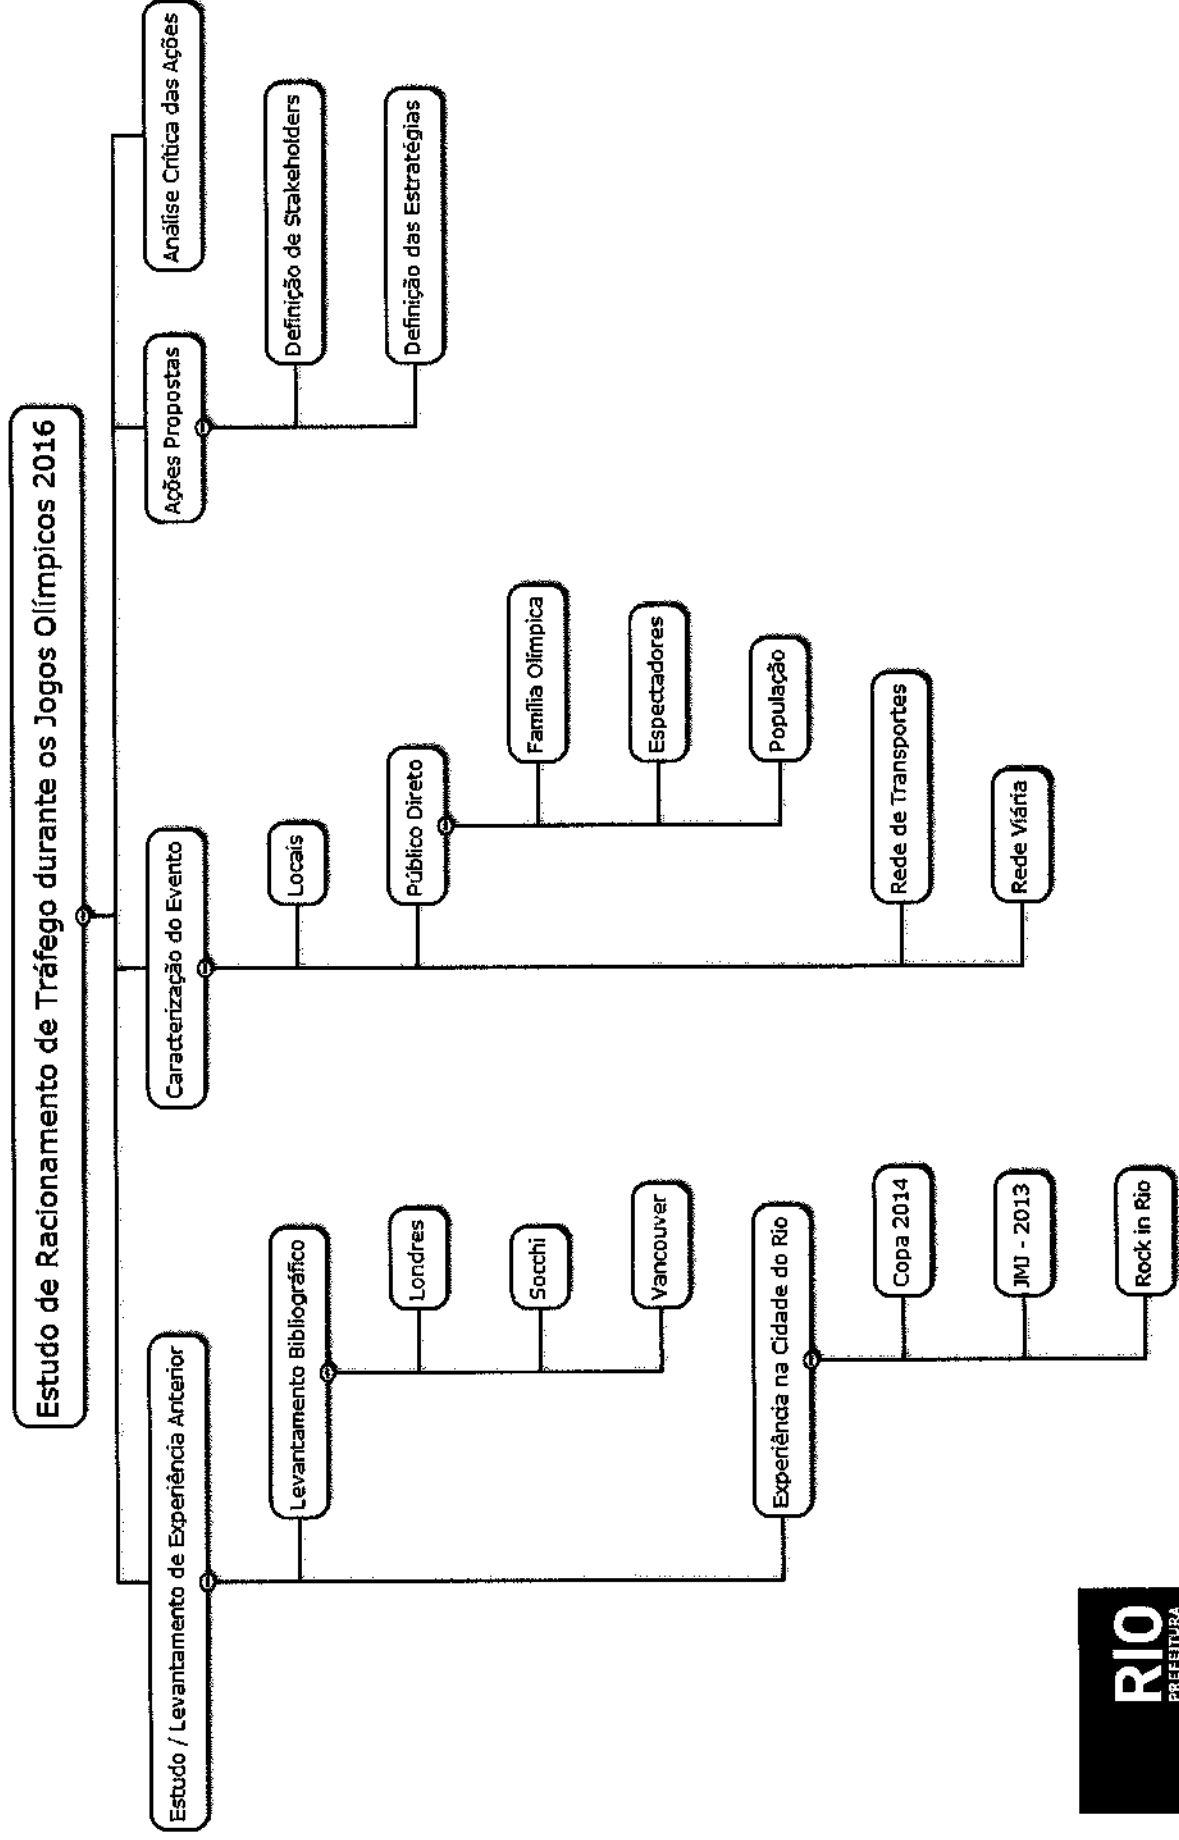 Estudo de Racionamento de Tráfego durante os Jogos Olímpicos 2016
Estudo / Levantamento de Experiência Anterior
Levantamento Bibliográfico
Londres
Socchi
Vancouver
Experiência na Cidade do Rio
Copa 2014
JMJ - 2013
Rock in Rio
Caracterização do Evento
Locais
Público Direto
Família Olímpica
Espectadores
População
Rede de Transportes
Rede Viária
Ações Propostas
Definição de Stakeholders
Definição das Estratégias
Análise Crítica das Ações
RIO
PREFEITURA